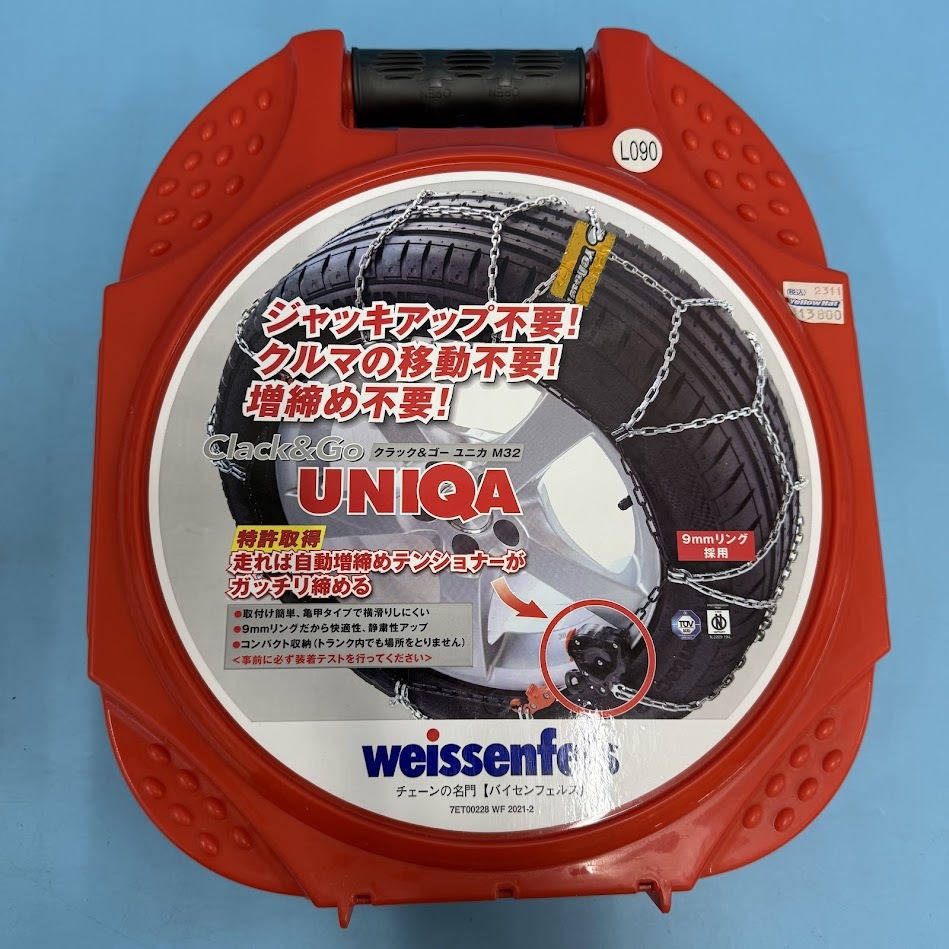 OPEN
L090
(税込) 2311
YellowHat
13800
ジャッキアップ不要!
クルマの移動不要!
増締め不要!
Clack&Go クラック&ゴー ユニカ M32
UNIQA
特許取得
走れば自動増締めテンショナーが
ガッチリ締める
●取付け簡単、亀甲タイプで横滑りしにくい
●9mmリングだから快適性、静粛性アップ
●コンパクト収納(トランク内でも場所をとりません)
<事前に必ず装着テストを行ってください>
9mmリング
採用
TÜV
weissenfels
チェーンの名門【バイセンフェルス】
7ET00228 WF 2021-2